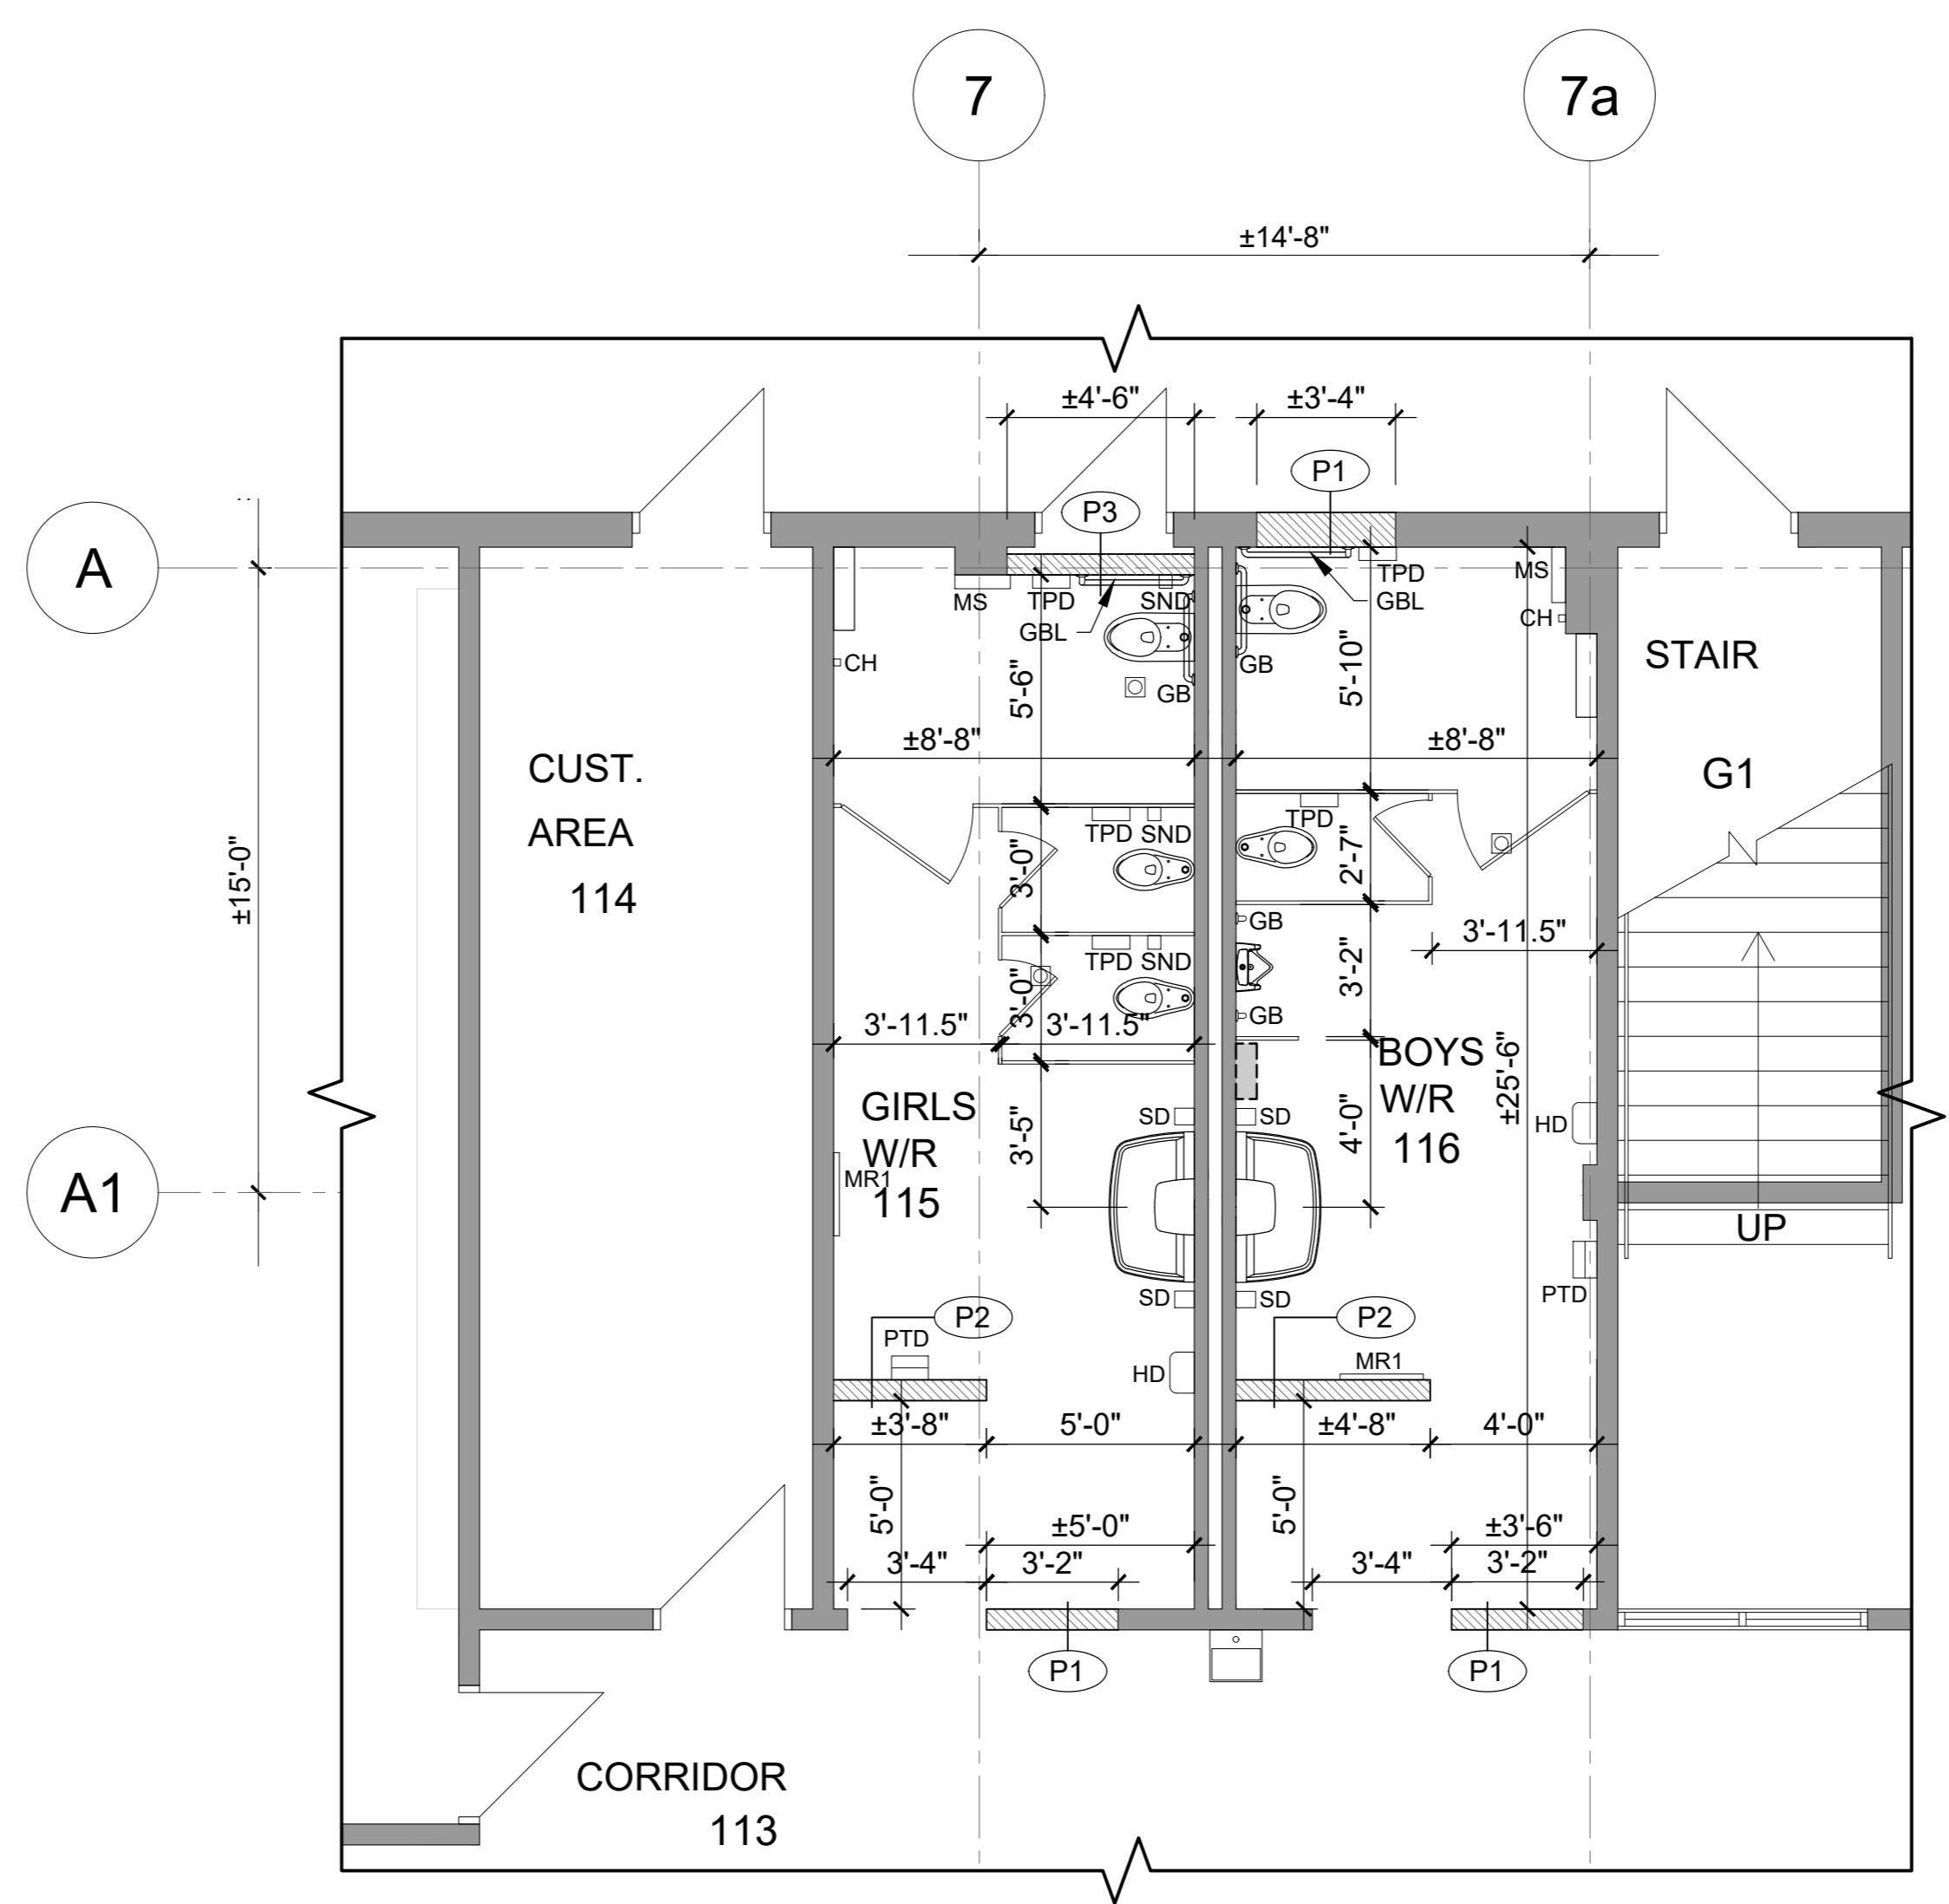 7
7a
±14'-8"
±4'-6"
±3'-4"
P1
P3
A
MS
TPD
SND
GBL
TPD
GBL
MS
CH
CH
GB
GB
STAIR
G1
5'-6"
5'-10"
±8'-8"
±8'-8"
CUST.
AREA
114
±15'-0"
TPD SND
TPD
3'-0"
2'-7"
GB
3'-11.5"
TPD SND
3'-0"
3'-2"
GB
3'-11.5"
3'-11.5"
BOYS
W/R
116
±25'-6"
GIRLS
W/R
115
MR1
3'-5"
SD
SD
4'-0"
HD
A1
UP
SD
SD
PTD
P2
P2
PTD
MR1
HD
±3'-8"
5'-0"
±4'-8"
4'-0"
5'-0"
5'-0"
±5'-0"
±3'-6"
3'-4"
3'-2"
3'-4"
3'-2"
P1
P1
CORRIDOR
113